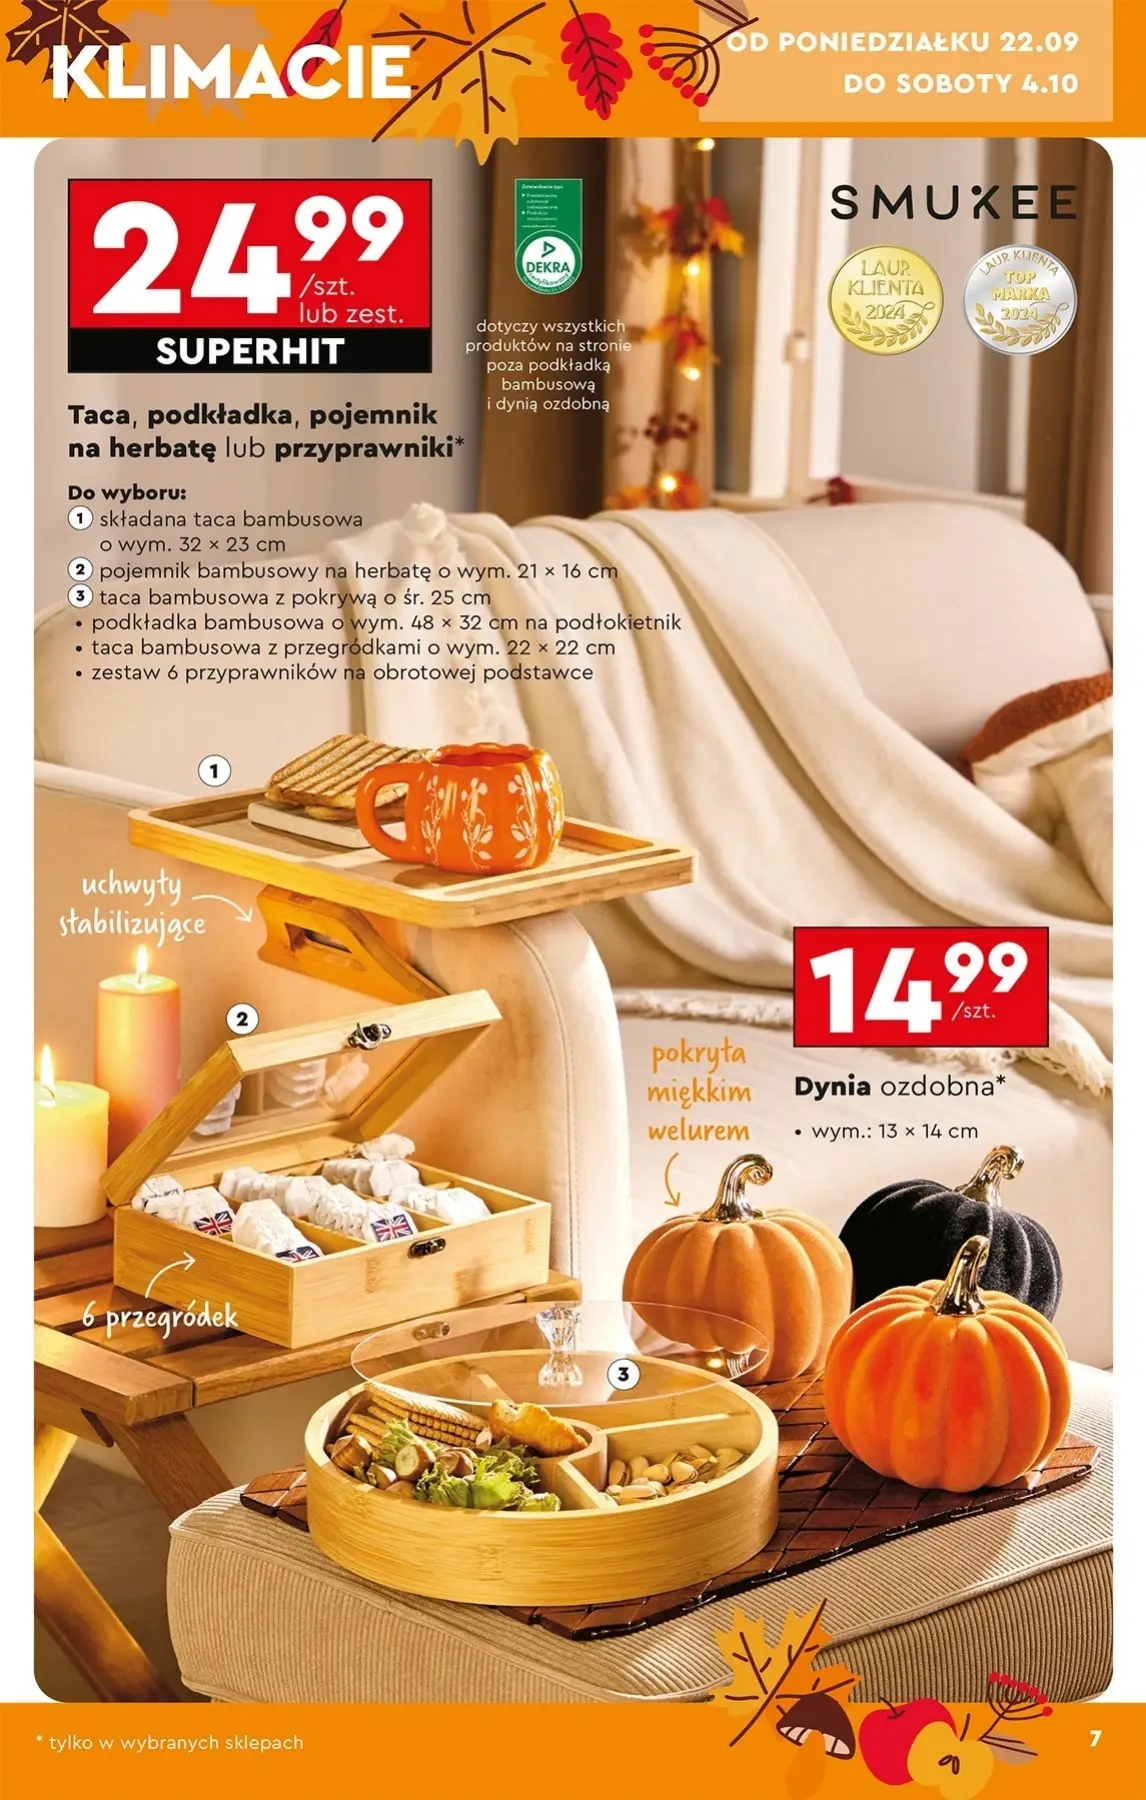 KLIMACIE
OD PONIEDZIAŁKU 22.09
DO SOBOTY 4.10
24 99
/szt.
lub zest.
SUPERHIT
DEKRA
dotyczy wszystkich
produktów na stronie
poza podkładką
bambusową
i dynią ozdobną
SMUKEE
LAUR
KLIENTA
2024
LAUR KLIENTA
TOP
MARKA
2024
Taca, podkładka, pojemnik
na herbatę lub przyprawniki*
Do wyboru:
1 składana taca bambusowa
o wym. 32 × 23 cm
2 pojemnik bambusowy na herbatę o wym. 21 × 16 cm
3 taca bambusowa z pokrywą o śr. 25 cm
• podkładka bambusowa o wym. 48 × 32 cm na podłokietnik
• taca bambusowa z przegródkami o wym. 22 × 22 cm
• zestaw 6 przyprawników na obrotowej podstawce
1
uchwyty
stabilizujące
2
6 przegródek
14 99
/szt.
Dynia ozdobna*
• wym.: 13 × 14 cm
pokryta
miękkim
welurem
3
* tylko w wybranych sklepach
7